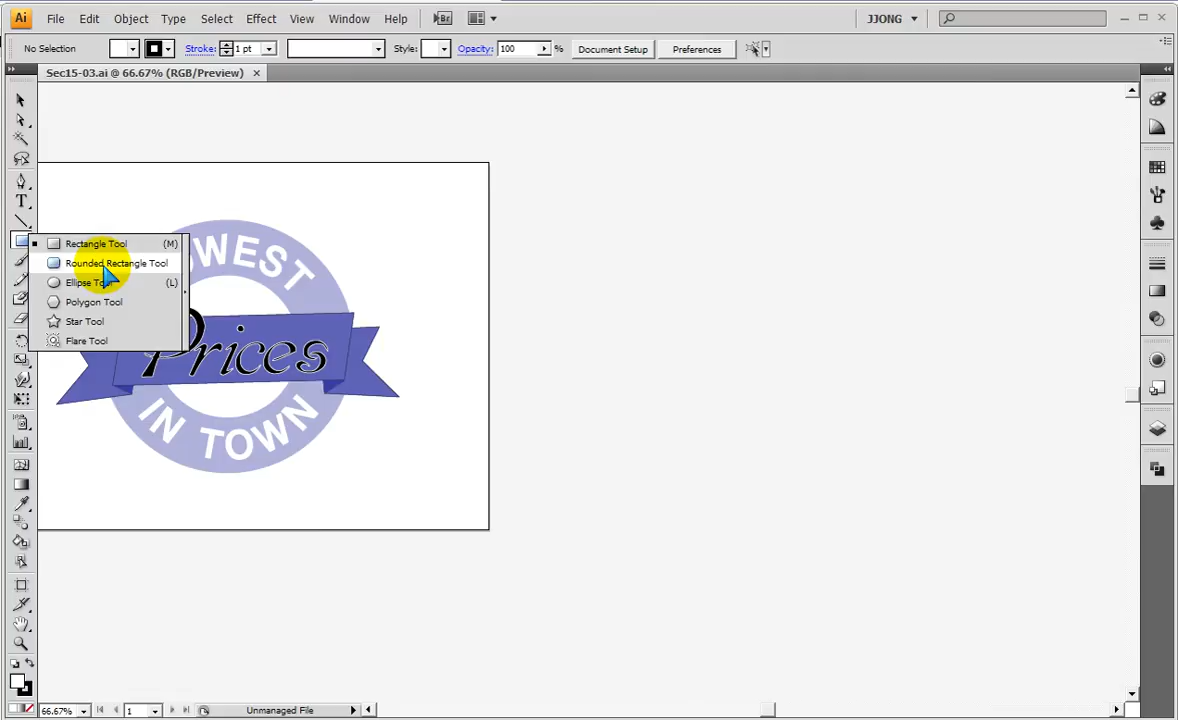 Ai File Edit Object Type Select Effect View Window Help Br JJONG
No Selection Stroke: 1 pt Style: Opacity: 100 % Document Setup Preferences
Sec15-03.ai @ 66.67% (RGB/Preview)
T
Rectangle Tool (M)
Rounded Rectangle Tool
Ellipse Tool (L)
Polygon Tool
Star Tool
Flare Tool
WEST
Prices
IN TOWN
66.67% 1 Unmanaged File